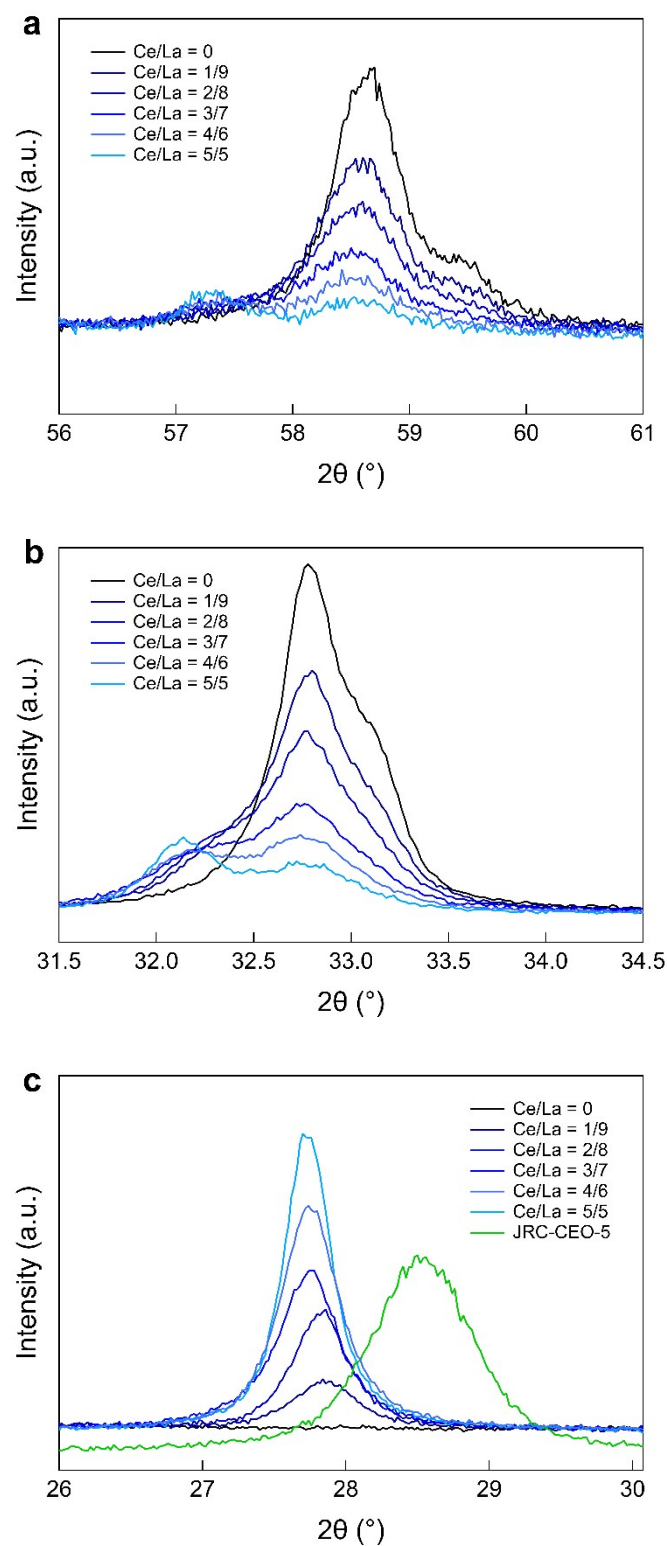 a
Ce/La = 0
Ce/La = 1/9
Ce/La = 2/8
Ce/La = 3/7
Ce/La = 4/6
Ce/La = 5/5
Intensity (a.u.)
56 57 58 59 60 61
2θ (°)
b
Ce/La = 0
Ce/La = 1/9
Ce/La = 2/8
Ce/La = 3/7
Ce/La = 4/6
Ce/La = 5/5
Intensity (a.u.)
31.5 32.0 32.5 33.0 33.5 34.0 34.5
2θ (°)
c
Ce/La = 0
Ce/La = 1/9
Ce/La = 2/8
Ce/La = 3/7
Ce/La = 4/6
Ce/La = 5/5
JRC-CEO-5
Intensity (a.u.)
26 27 28 29 30
2θ (°)